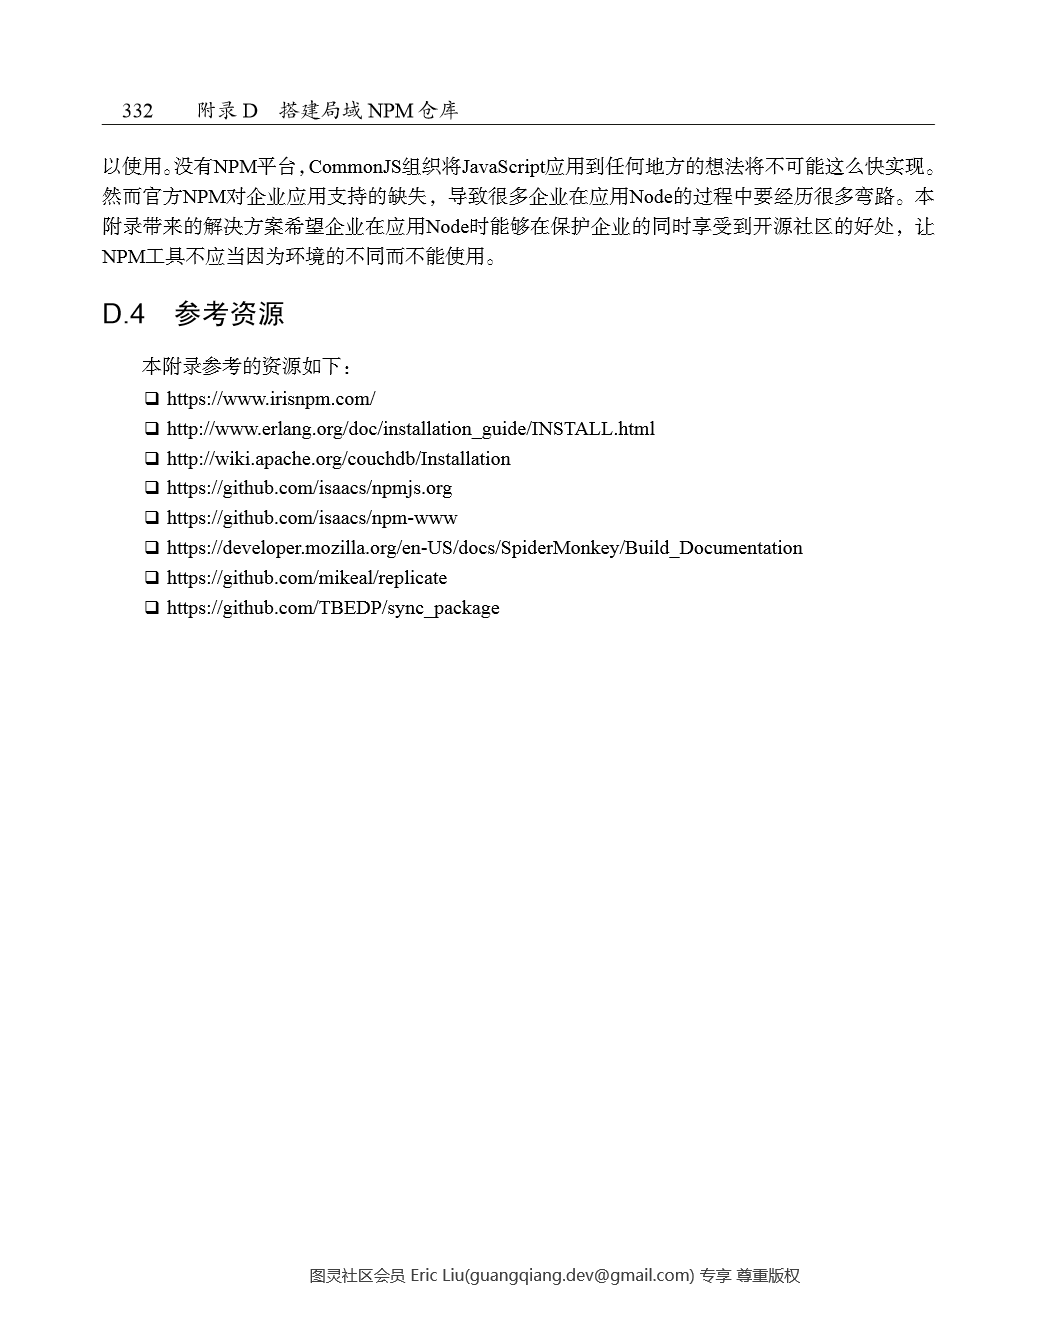 332 附录 D 搭建局域 NPM 仓库
以使用。没有NPM平台，CommonJS组织将JavaScript应用到任何地方的想法将不可能这么快实现。
然而官方NPM对企业应用支持的缺失，导致很多企业在应用Node的过程中要经历很多弯路。本
附录带来的解决方案希望企业在应用Node时能够在保护企业的同时享受到开源社区的好处，让
NPM工具不应当因为环境的不同而不能使用。
D.4 参考资源
本附录参考的资源如下：
❑ https://www.irisnpm.com/
❑ http://www.erlang.org/doc/installation_guide/INSTALL.html
❑ http://wiki.apache.org/couchdb/Installation
❑ https://github.com/isaacs/npmjs.org
❑ https://github.com/isaacs/npm-www
❑ https://developer.mozilla.org/en-US/docs/SpiderMonkey/Build_Documentation
❑ https://github.com/mikeal/replicate
❑ https://github.com/TBEDP/sync_package
图灵社区会员 Eric Liu(guangqiang.dev@gmail.com) 专享 尊重版权